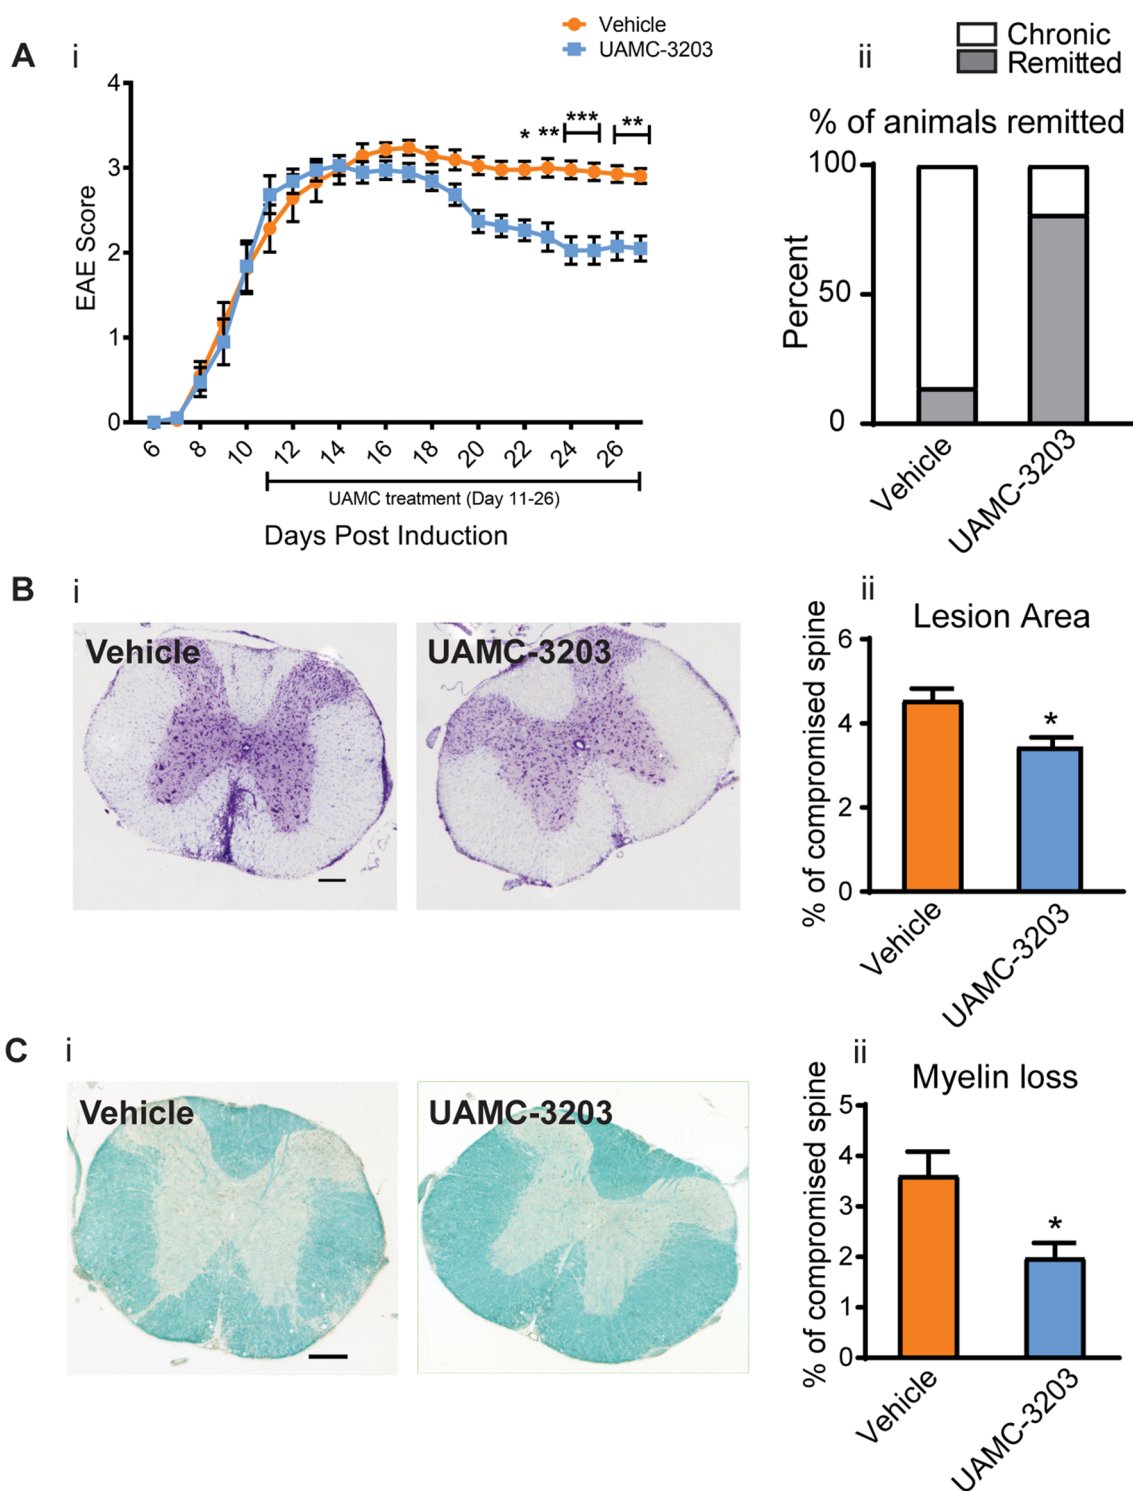 A
i
Vehicle
UAMC-3203
EAE Score
4
3
2
1
0
* ** *** **
6 8 10 12 14 16 18 20 22 24 26
UAMC treatment (Day 11-26)
Days Post Induction
ii
Chronic
Remitted
% of animals remitted
Percent
100
50
0
Vehicle
UAMC-3203
B
i
Vehicle
UAMC-3203
ii
Lesion Area
% of compromised spine
6
4
2
0
*
Vehicle
UAMC-3203
C
i
Vehicle
UAMC-3203
ii
Myelin loss
% of compromised spine
5
4
3
2
1
0
*
Vehicle
UAMC-3203